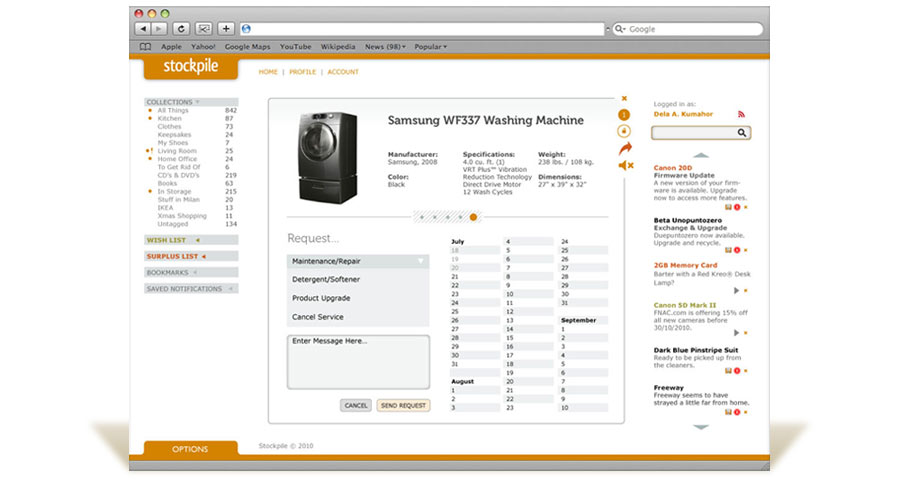 Google
Apple Yahoo! Google Maps YouTube Wikipedia News (98) Popular
stockpile
HOME | PROFILE | ACCOUNT
COLLECTIONS
All Things 842
Kitchen 87
Clothes 73
Keepsakes 24
My Shoes 7
Living Room 25
Home Office 24
To Get Rid Of 6
CD's & DVD's 219
Books 63
In Storage 215
Stuff in Milan 20
IKEA 13
Xmas Shopping 11
Untagged 134
WISH LIST
SURPLUS LIST
BOOKMARKS
SAVED NOTIFICATIONS
OPTIONS
Samsung WF337 Washing Machine
Manufacturer:
Samsung, 2008
Color:
Black
Specifications:
4.0 cu. ft. (1)
VRT Plus™ Vibration
Reduction Technology
Direct Drive Motor
12 Wash Cycles
Weight:
238 lbs. / 108 kg.
Dimensions:
27" x 39" x 32"
Request...
Maintenance/Repair
Detergent/Softener
Product Upgrade
Cancel Service
Enter Message Here...
CANCEL SEND REQUEST
July
18
19
20
21
22
23
24
25
26
27
28
29
30
31
August
1
2
3
4
5
6
7
8
9
10
11
12
13
14
15
16
17
18
19
20
21
22
23
24
25
26
27
28
29
30
31
September
1
2
3
4
5
6
7
8
9
10
Stockpile © 2010
Logged in as:
Dela A. Kumahor
Canon 20D
Firmware Update
A new version of your firm-
ware is available. Upgrade
now to access more features.
Beta Unopuntozero
Exchange & Upgrade
Duepuntozero now available.
Upgrade and recycle.
2GB Memory Card
Barter with a Red Kreo® Desk
Lamp?
Canon 5D Mark II
FNAC.com is offering 15% off
all new cameras before
30/10/2010.
Dark Blue Pinstripe Suit
Ready to be picked up from
the cleaners.
Freeway
Freeway seems to have
strayed a little far from home.